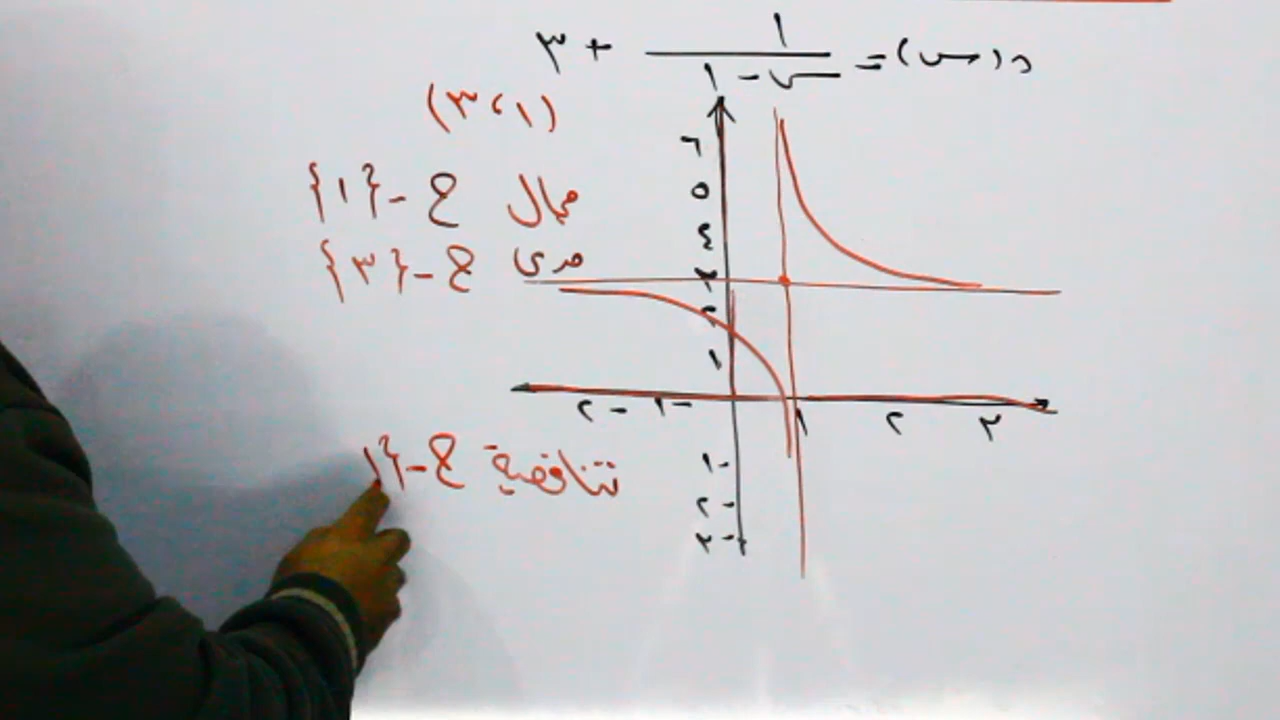 د(س) = ١ / (س - ١) + ٣
(١، ٣)
مجال ح - {١}
مدى ح - {٣}
٥
٤
٣
٢
١
-٢ -١ ١ ٢ ٣
-١
-٢
-٣
تناقصية ح - {١